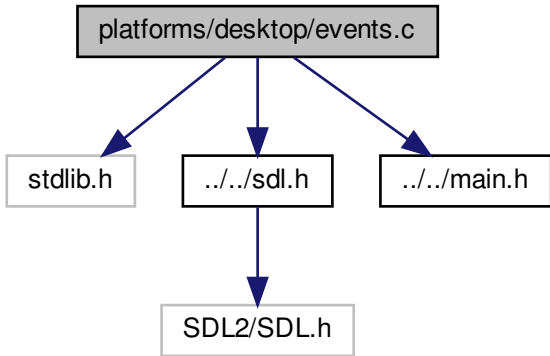 platforms/desktop/events.c
stdlib.h
../../sdl.h
../../main.h
SDL2/SDL.h